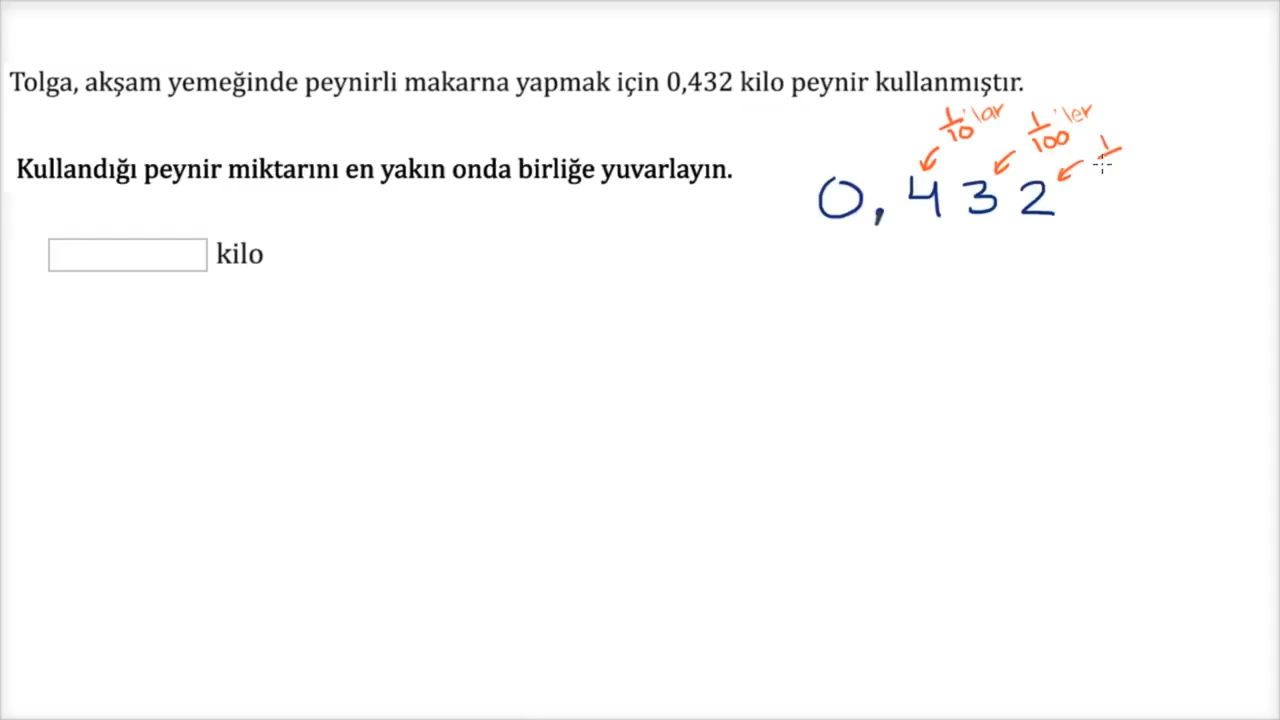 Tolga, akşam yemeğinde peynirli makarna yapmak için 0,432 kilo peynir kullanmıştır.
1/10'lar 1/100'ler 1/
Kullandığı peynir miktarını en yakın onda birliğe yuvarlayın.
0,432
kilo